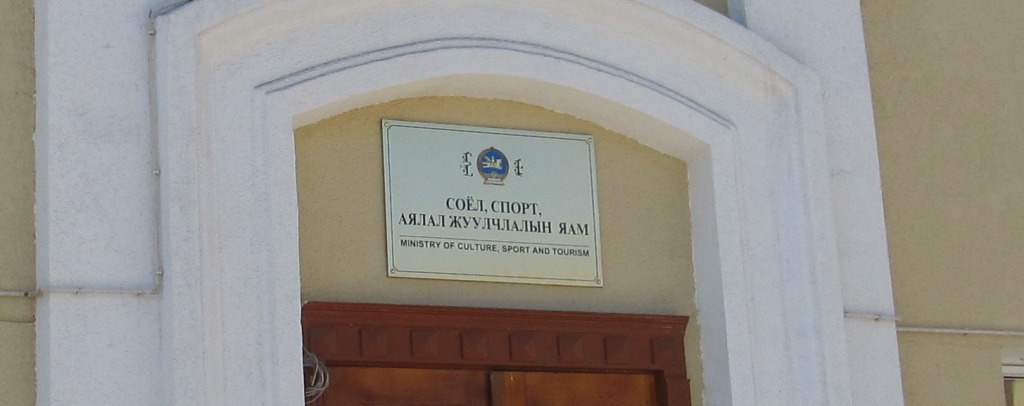 СОЁЛ, СПОРТ,
АЯЛАЛ ЖУУЛЧЛАЛЫН ЯАМ
MINISTRY OF CULTURE, SPORT AND TOURISM